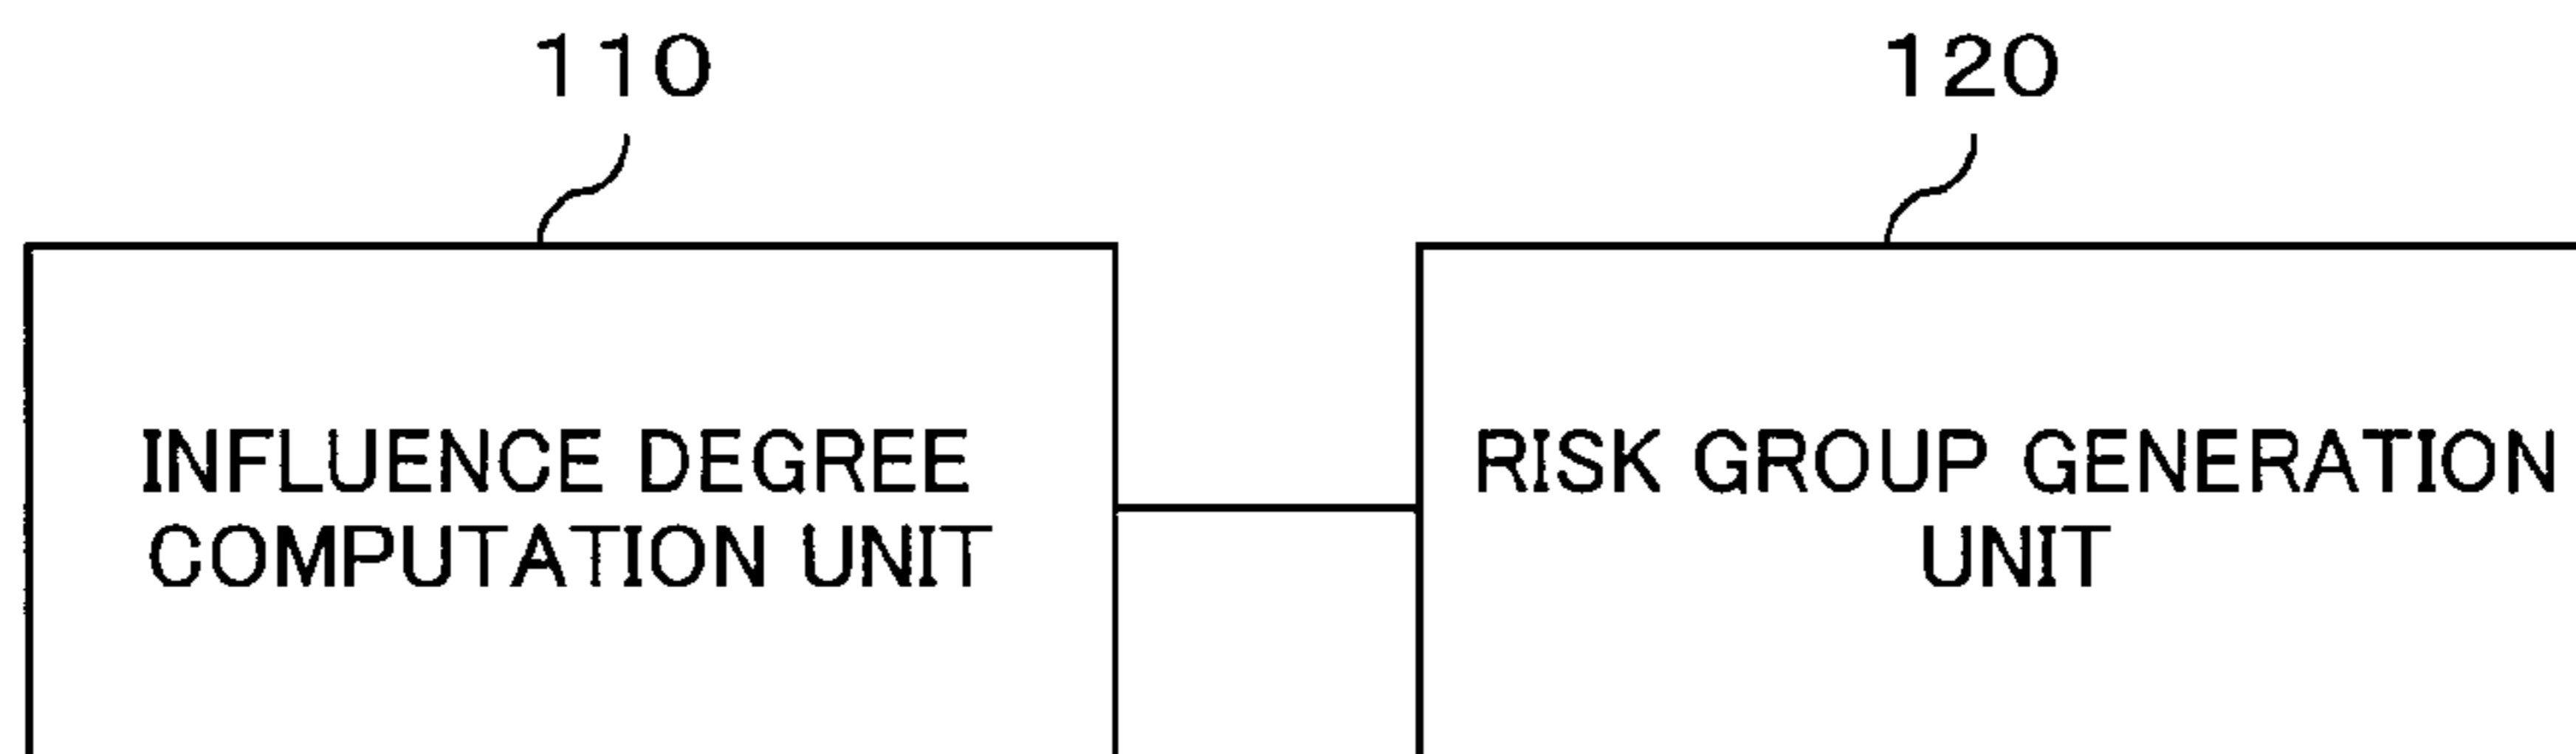 110
120
INFLUENCE DEGREE
COMPUTATION UNIT
RISK GROUP GENERATION
UNIT